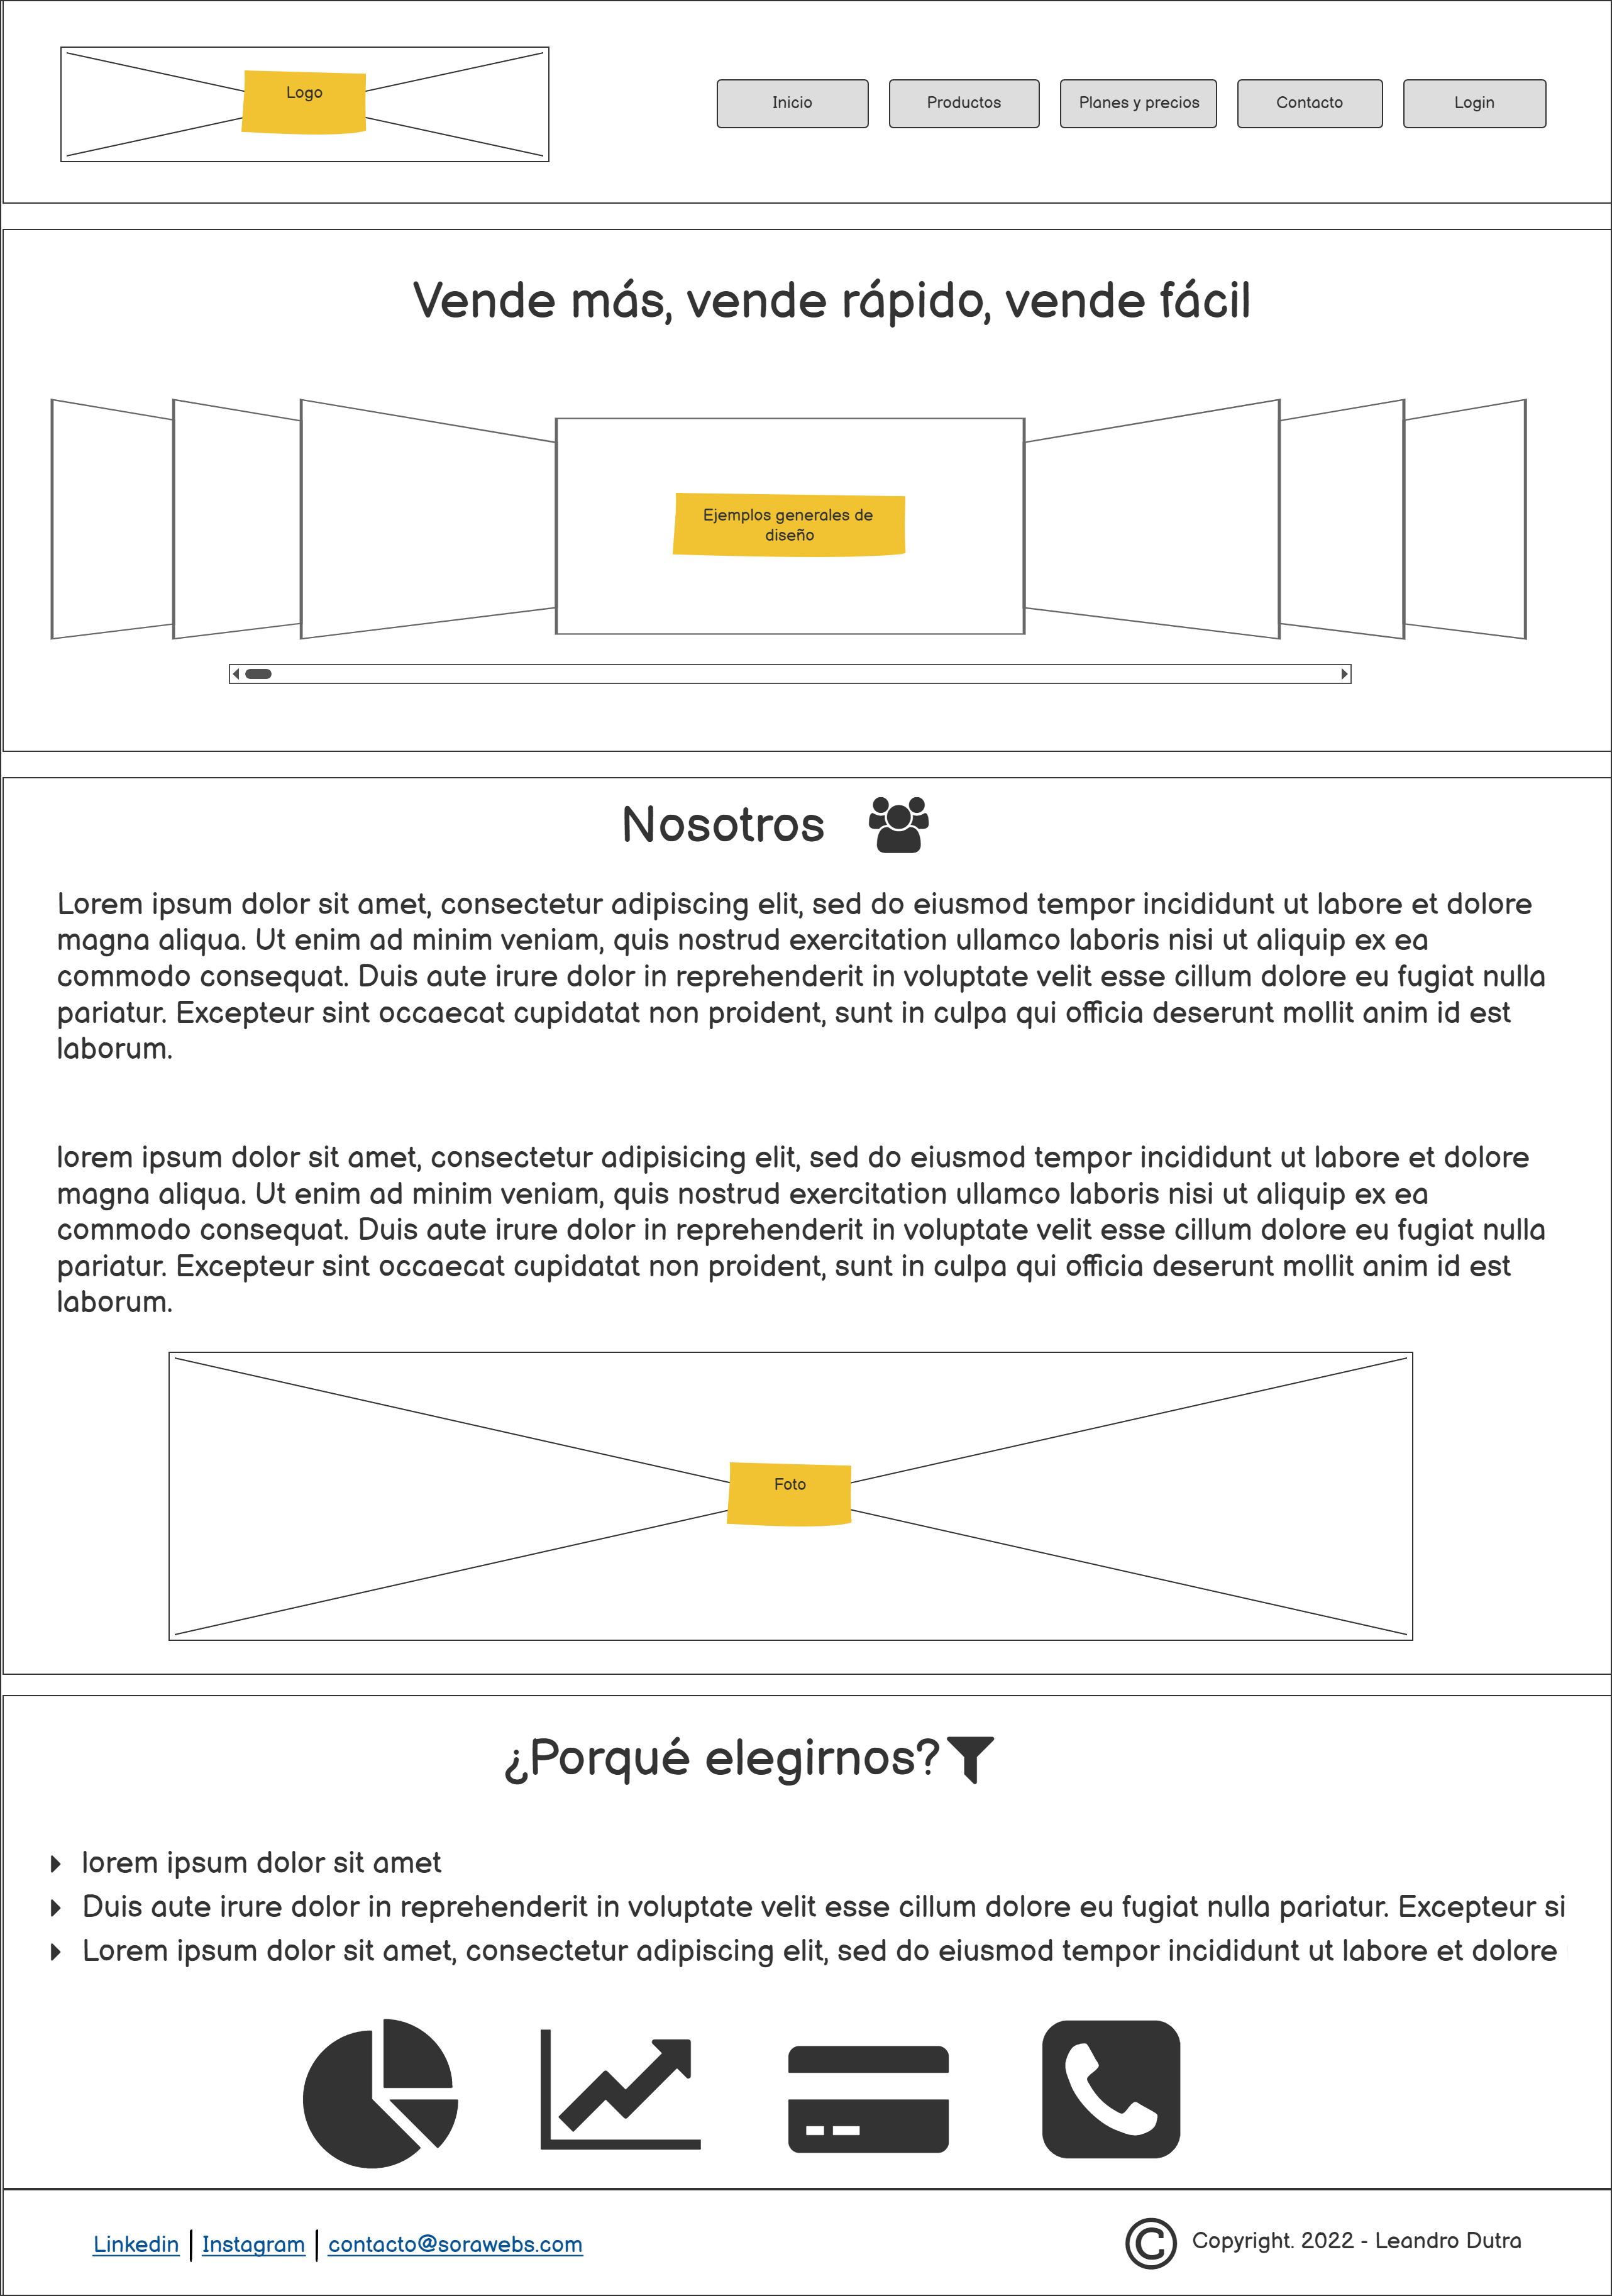 Logo
Inicio
Productos
Planes y precios
Contacto
Login
Vende más, vende rápido, vende fácil
Ejemplos generales de
diseño
Nosotros
Lorem ipsum dolor sit amet, consectetur adipiscing elit, sed do eiusmod tempor incididunt ut labore et dolore
magna aliqua. Ut enim ad minim veniam, quis nostrud exercitation ullamco laboris nisi ut aliquip ex ea
commodo consequat. Duis aute irure dolor in reprehenderit in voluptate velit esse cillum dolore eu fugiat nulla
pariatur. Excepteur sint occaecat cupidatat non proident, sunt in culpa qui officia deserunt mollit anim id est
laborum.
lorem ipsum dolor sit amet, consectetur adipisicing elit, sed do eiusmod tempor incididunt ut labore et dolore
magna aliqua. Ut enim ad minim veniam, quis nostrud exercitation ullamco laboris nisi ut aliquip ex ea
commodo consequat. Duis aute irure dolor in reprehenderit in voluptate velit esse cillum dolore eu fugiat nulla
pariatur. Excepteur sint occaecat cupidatat non proident, sunt in culpa qui officia deserunt mollit anim id est
laborum.
Foto
¿Porqué elegirnos?
lorem ipsum dolor sit amet
Duis aute irure dolor in reprehenderit in voluptate velit esse cillum dolore eu fugiat nulla pariatur. Excepteur si
Lorem ipsum dolor sit amet, consectetur adipiscing elit, sed do eiusmod tempor incididunt ut labore et dolore
Linkedin | Instagram | contacto@sorawebs.com
© Copyright. 2022 - Leandro Dutra